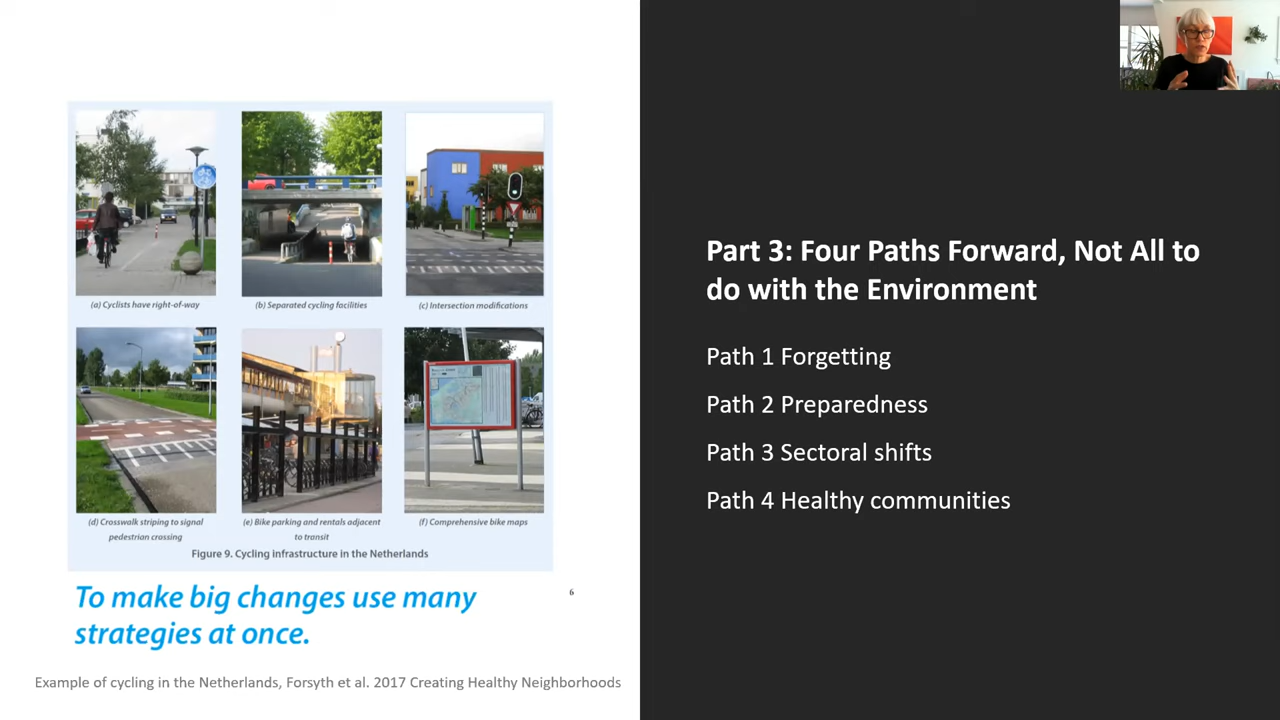 (a) Cyclists have right-of-way
(b) Separated cycling facilities
(c) Intersection modifications
(d) Crosswalk striping to signal
pedestrian crossing
(e) Bike parking and rentals adjacent
to transit
(f) Comprehensive bike maps
Figure 9. Cycling infrastructure in the Netherlands
To make big changes use many
strategies at once.
6
Example of cycling in the Netherlands, Forsyth et al. 2017 Creating Healthy Neighborhoods
Part 3: Four Paths Forward, Not All to
do with the Environment
Path 1 Forgetting
Path 2 Preparedness
Path 3 Sectoral shifts
Path 4 Healthy communities